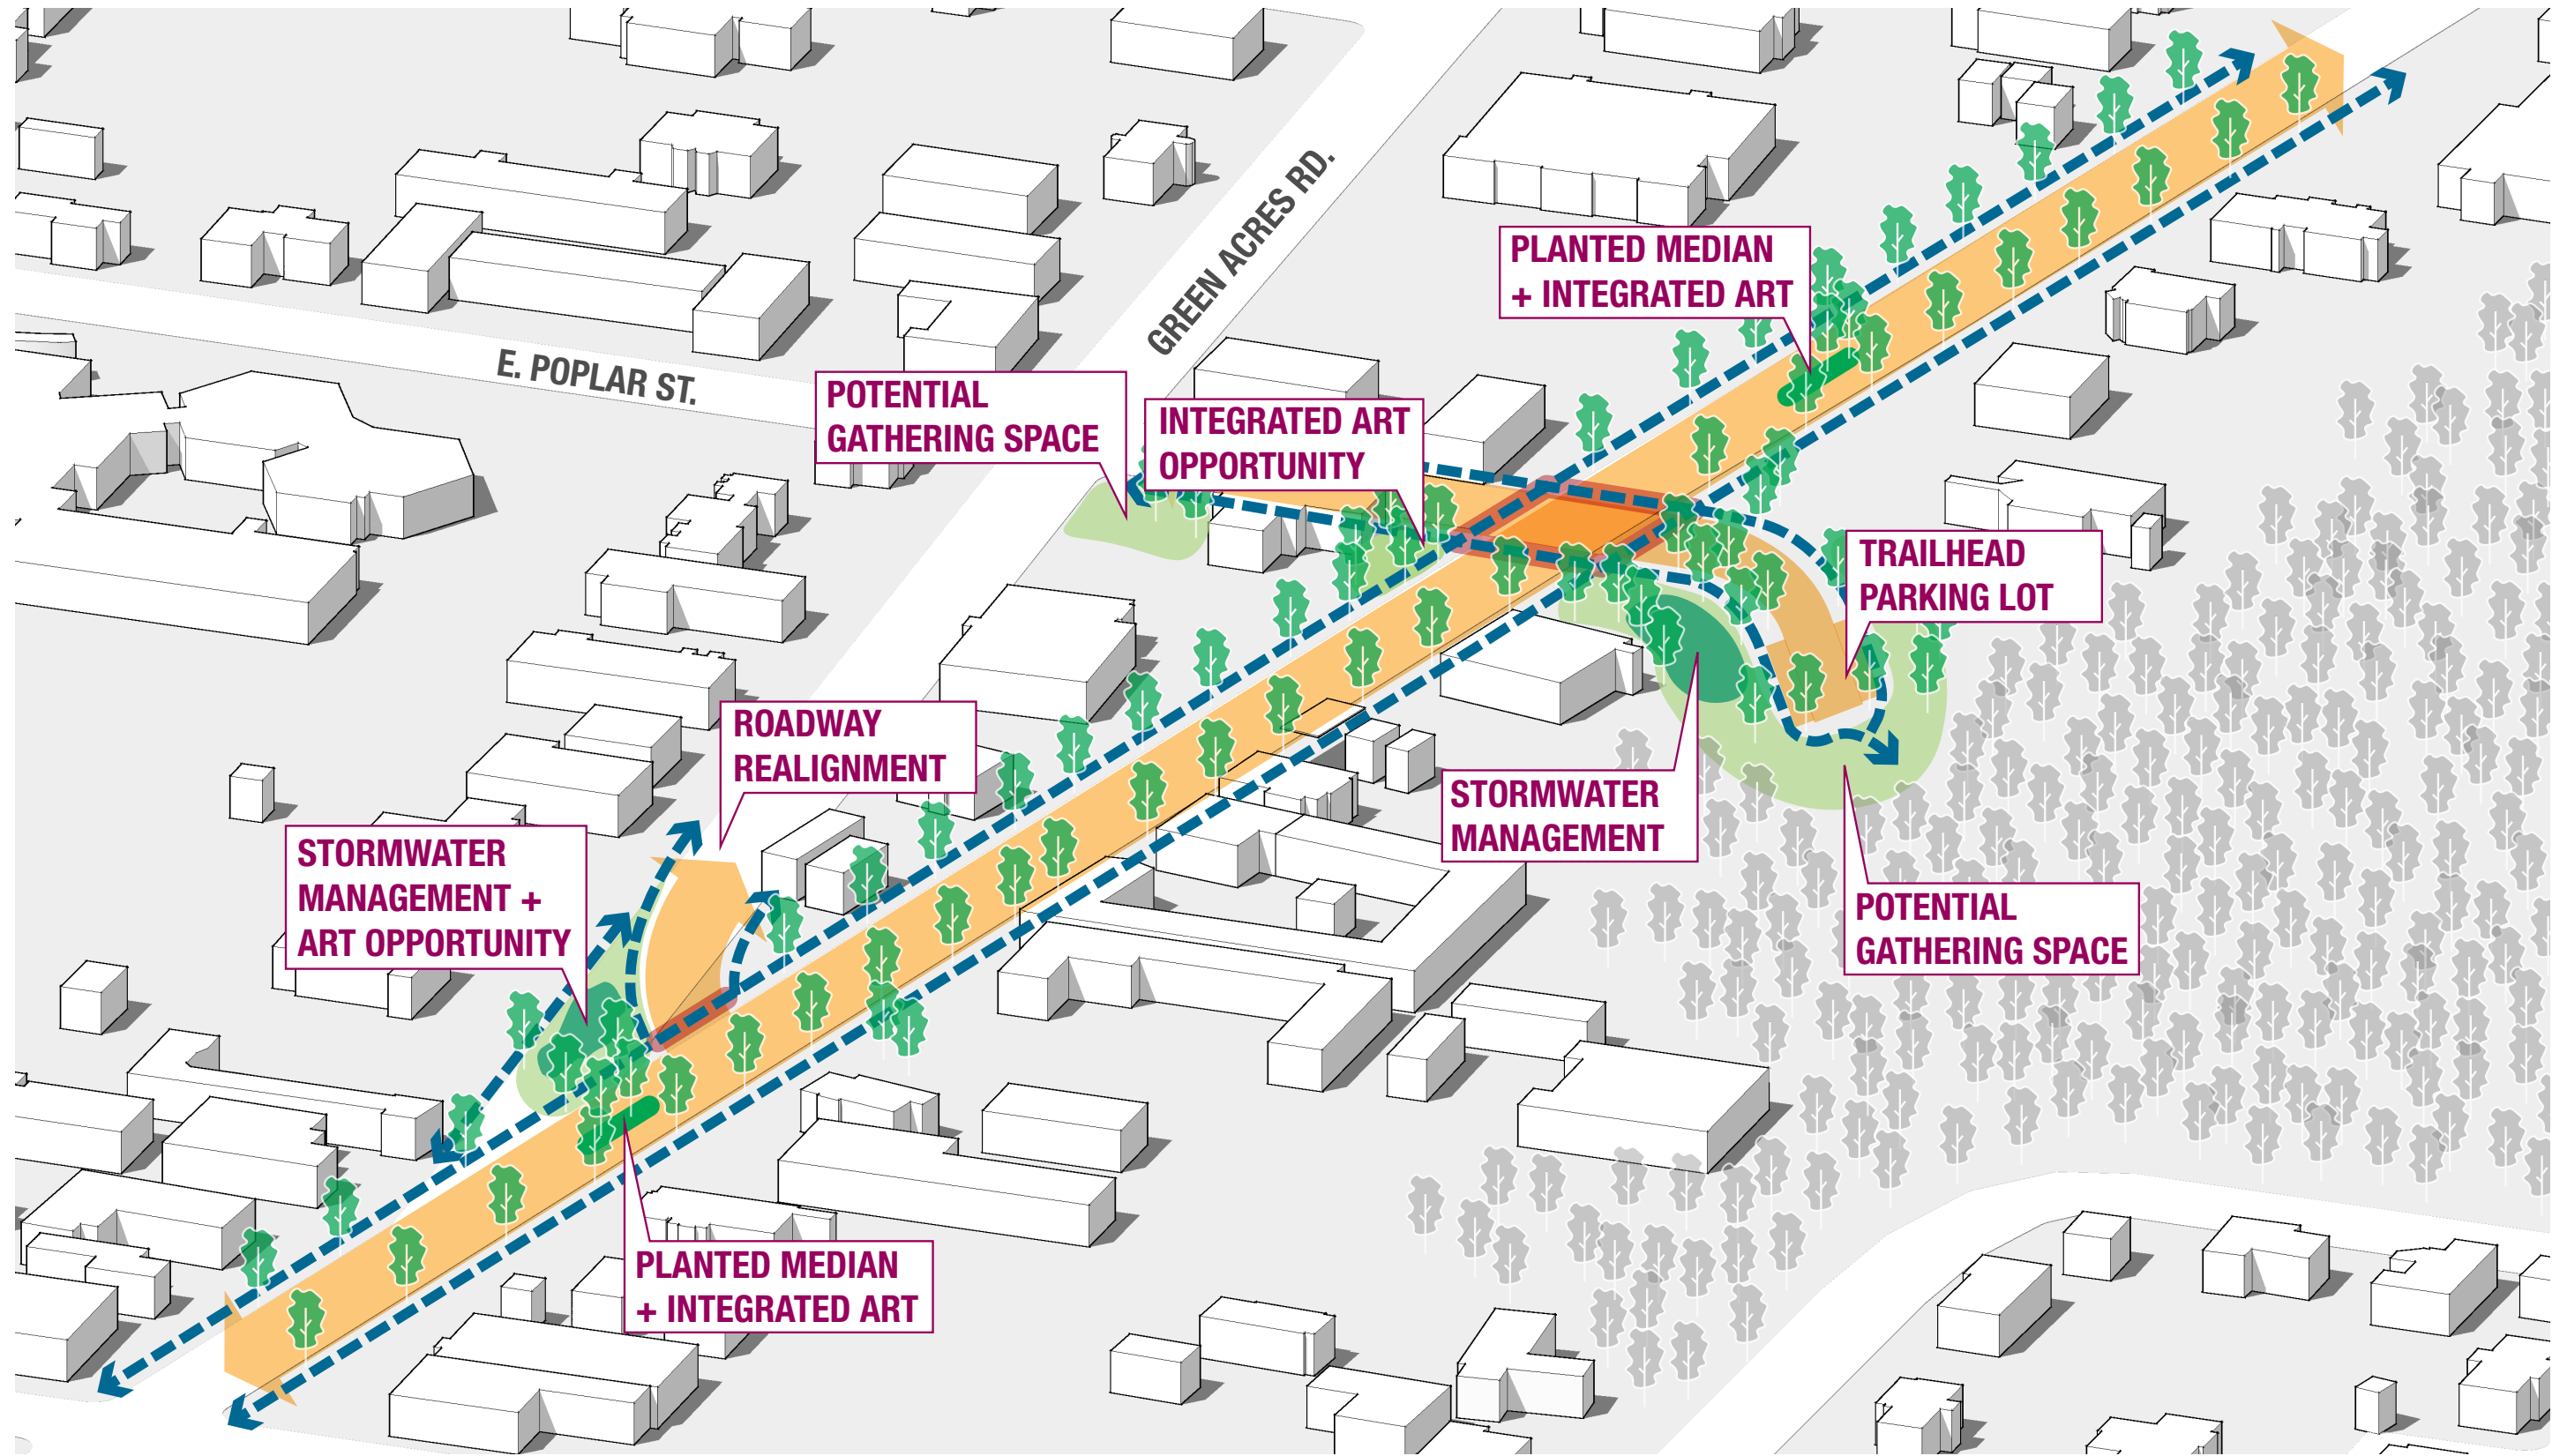 GREEN ACRES RD.
PLANTED MEDIAN
+ INTEGRATED ART
E. POPLAR ST.
POTENTIAL
GATHERING SPACE
INTEGRATED ART
OPPORTUNITY
TRAILHEAD
PARKING LOT
ROADWAY
REALIGNMENT
STORMWATER
MANAGEMENT
STORMWATER
MANAGEMENT +
ART OPPORTUNITY
POTENTIAL
GATHERING SPACE
PLANTED MEDIAN
+ INTEGRATED ART